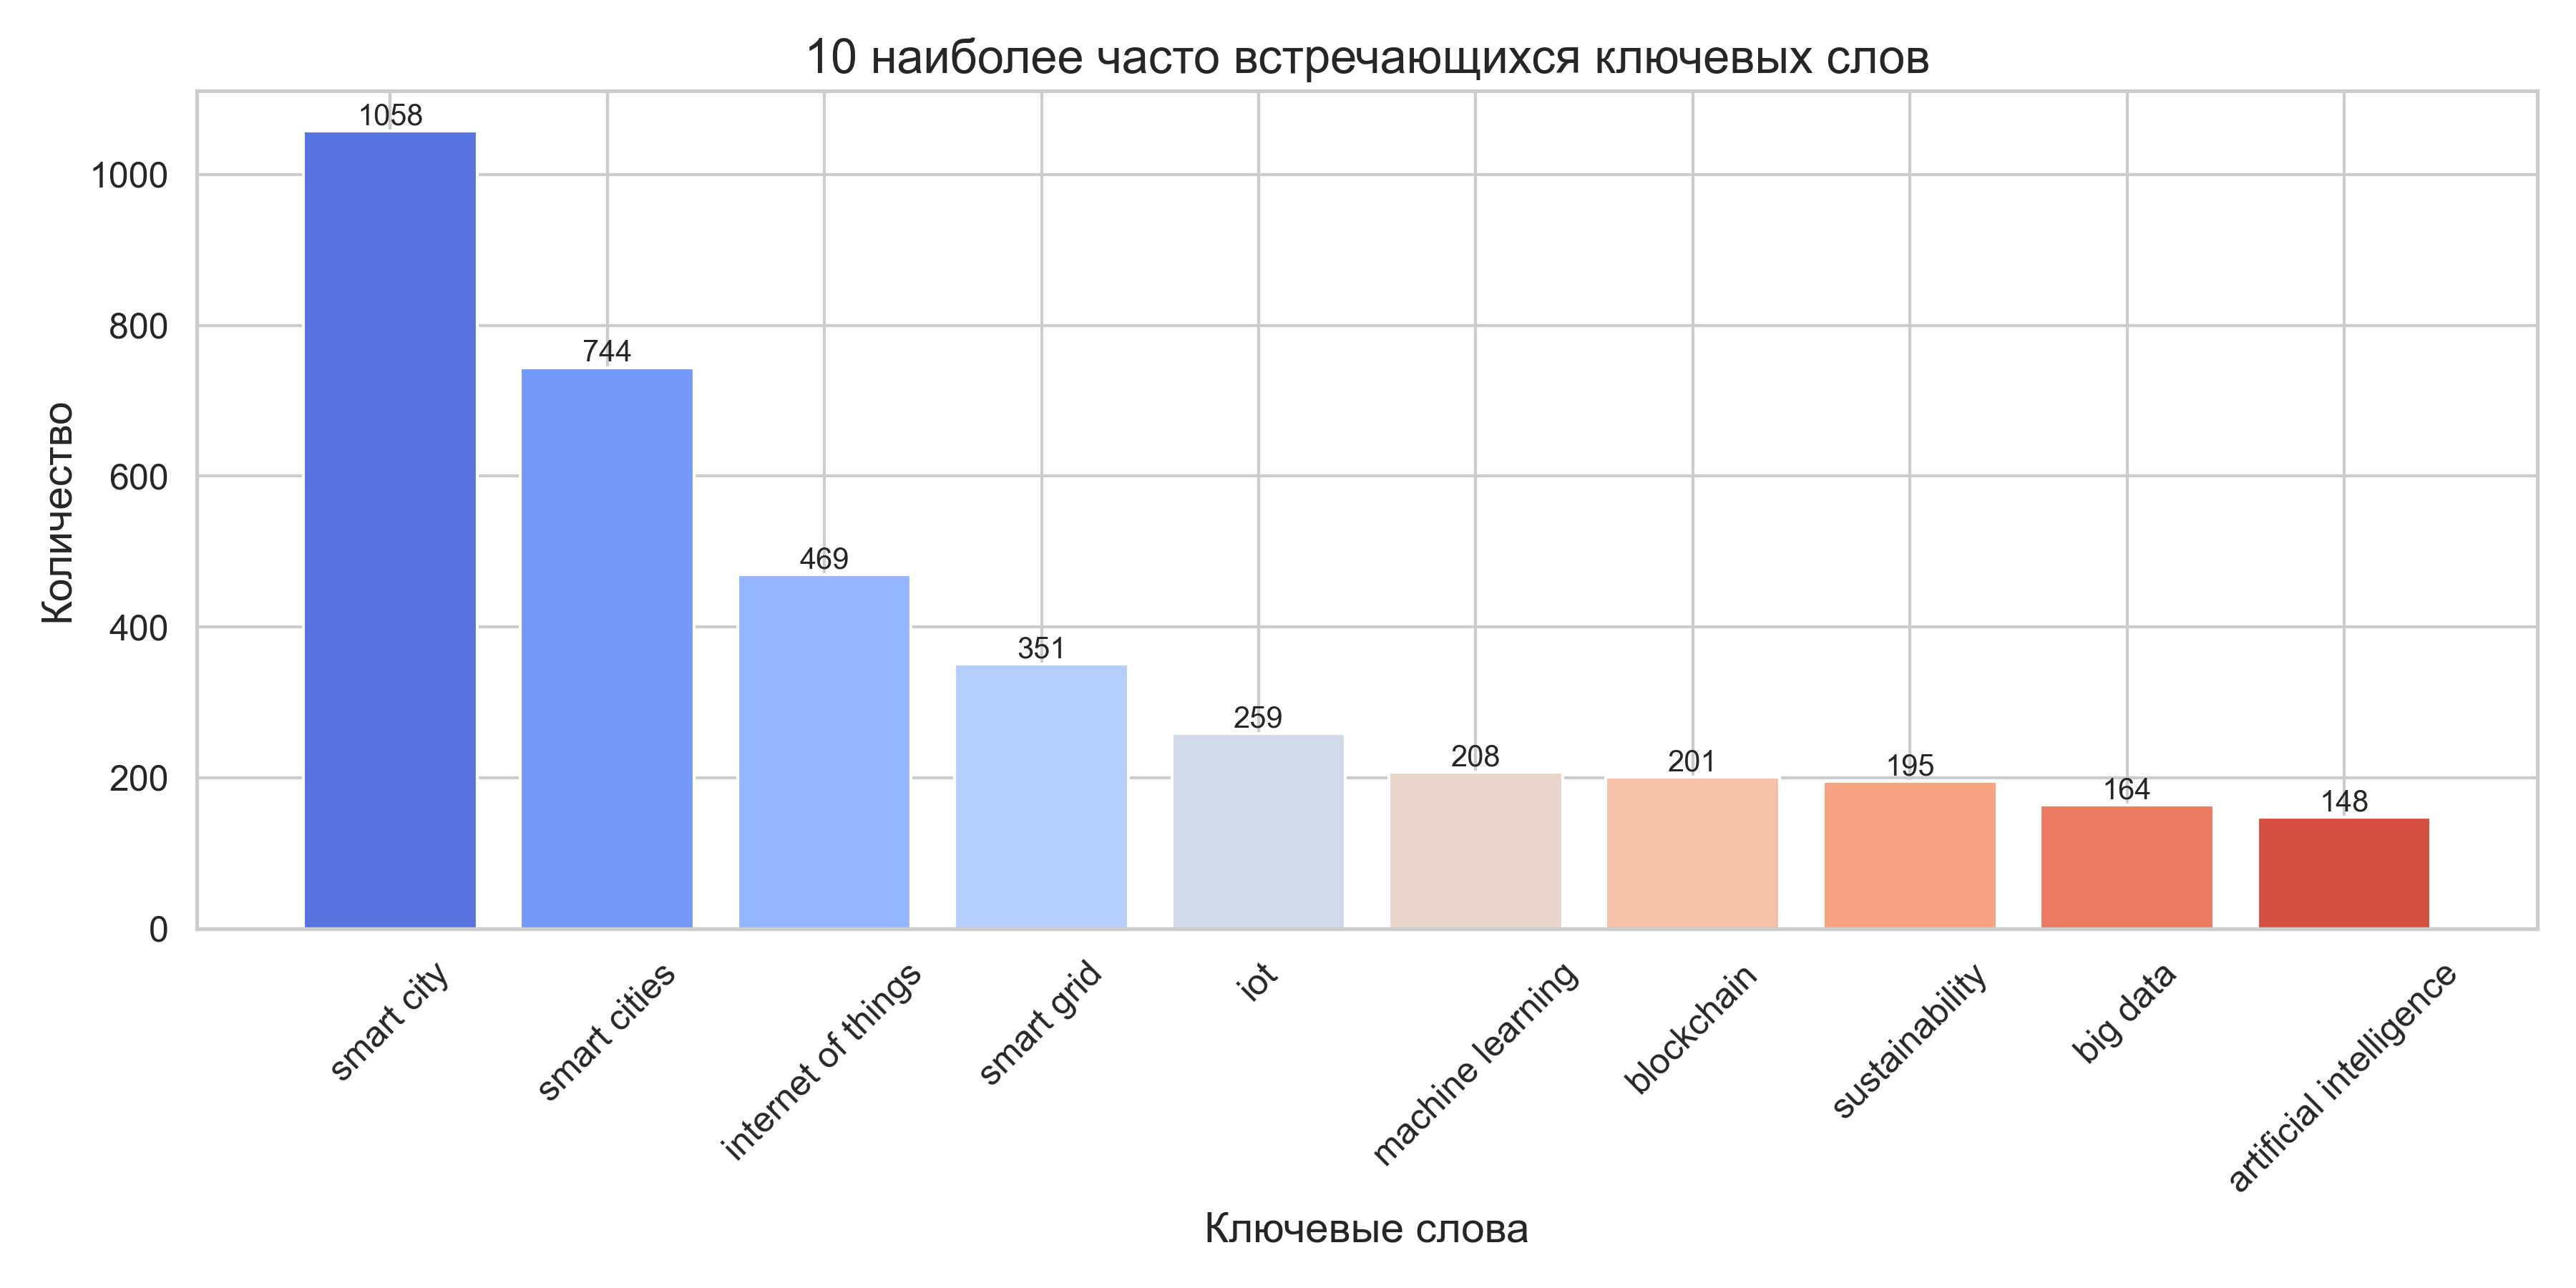 10 наиболее часто встречающихся ключевых слов
Количество
1000
800
600
400
200
0
1058
744
469
351
259
208
201
195
164
148
smart city
smart cities
internet of things
smart grid
iot
machine learning
blockchain
sustainability
big data
artificial intelligence
Ключевые слова